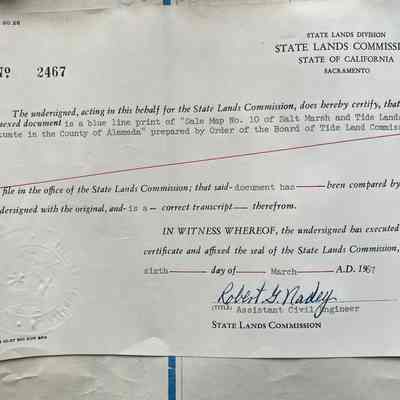 STATE LANDS DIVISION
STATE LANDS COMMISSI
STATE OF CALIFORNIA
SACRAMENTO
Nº 2467
The undersigned, acting in this behalf for the State Lands Commission, does hereby certify, that
nexed document is a blue line print of "Sale Map No. 10 of Salt Marsh and Tide Lands
tuate in the County of Alameda" prepared by Order of the Board of Tide Land Commis
file in the office of the State Lands Commission; that said document has been compared by
dersigned with the original, and is a correct transcript therefrom.
IN WITNESS WHEREOF, the undersigned has executed
certificate and affixed the seal of the State Lands Commission,
sixth day of March A.D. 1967
Robert G. Nadey
(TITLE) Assistant Civil Engineer
STATE LANDS COMMISSION